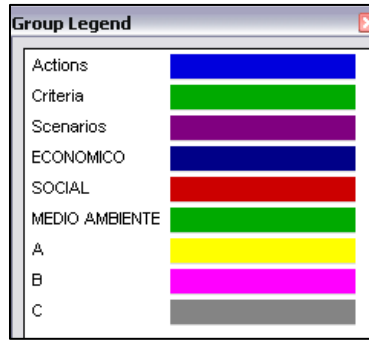 Group Legend
Actions
Criteria
Scenarios
ECONOMICO
SOCIAL
MEDIO AMBIENTE
A
B
C